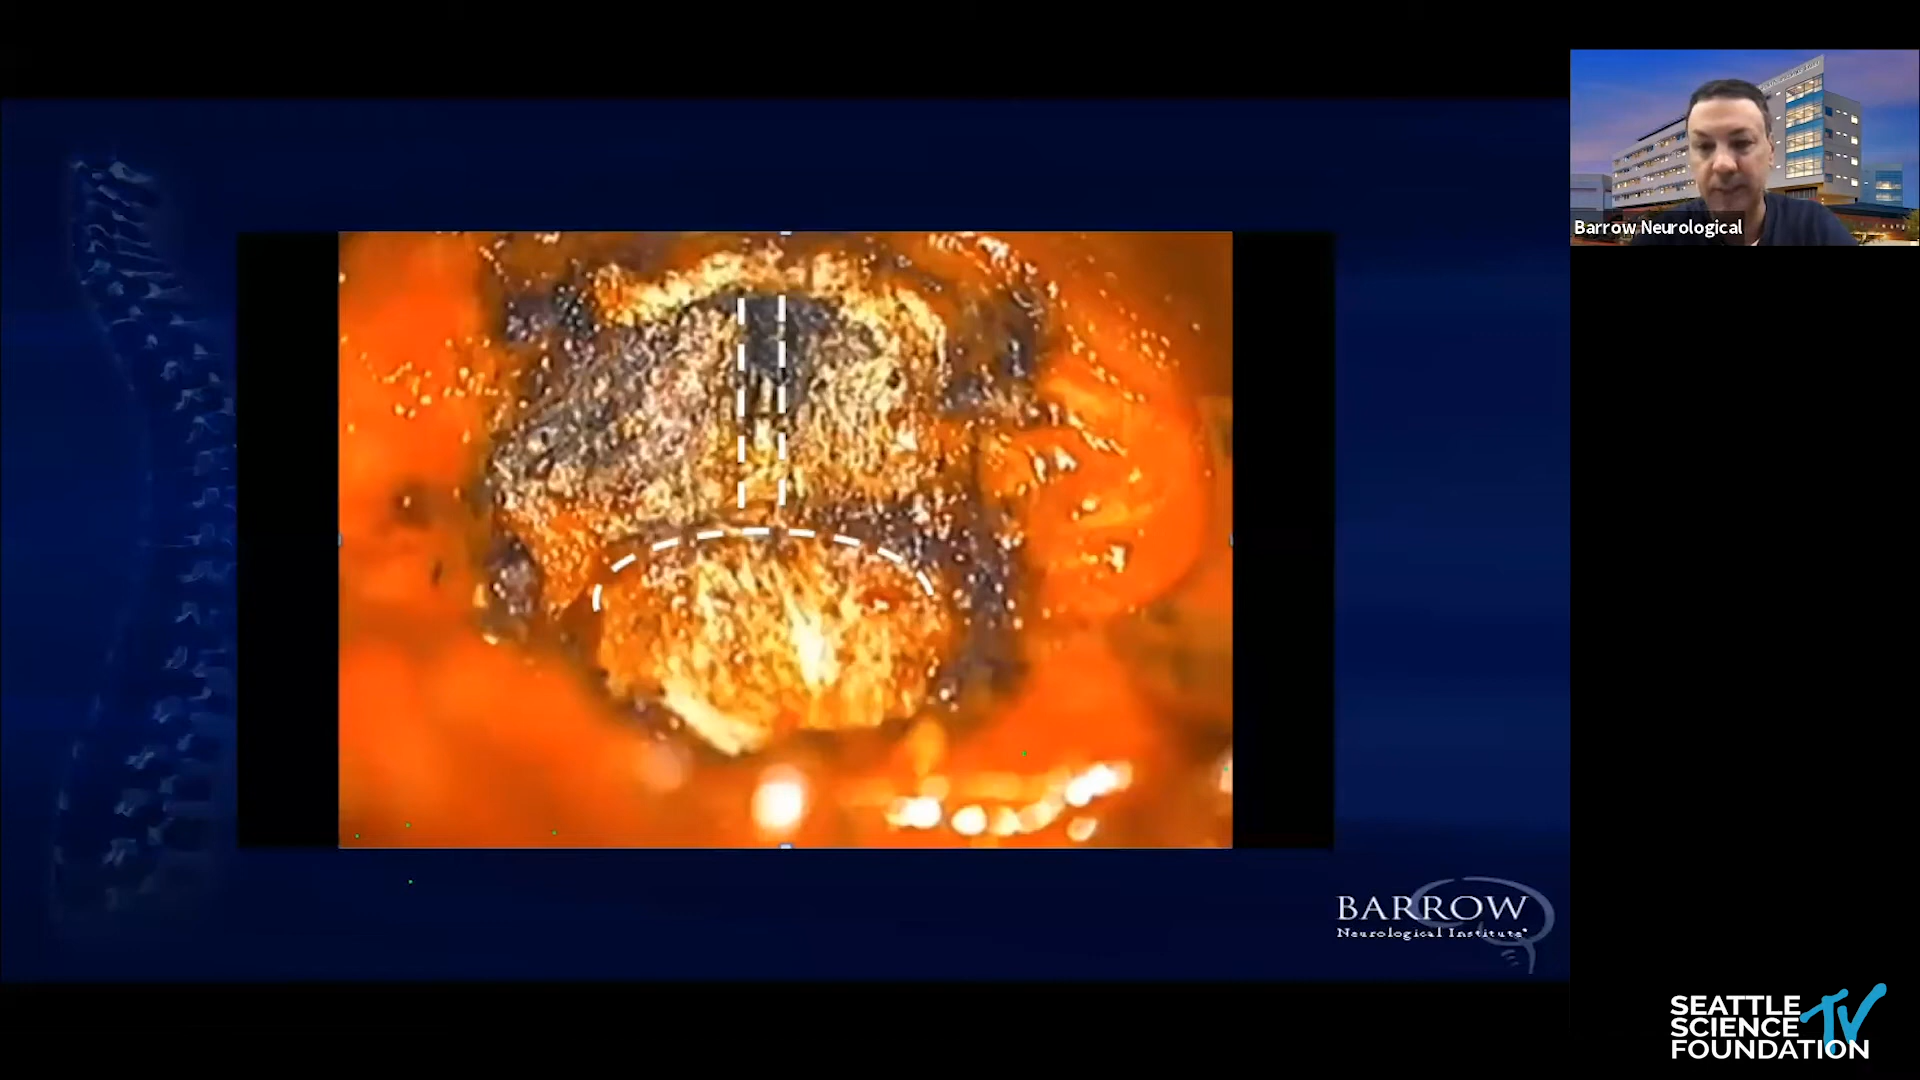 Barrow Neurological
BARROW
Neurological Institute®
SEATTLE
SCIENCE
FOUNDATION
TV